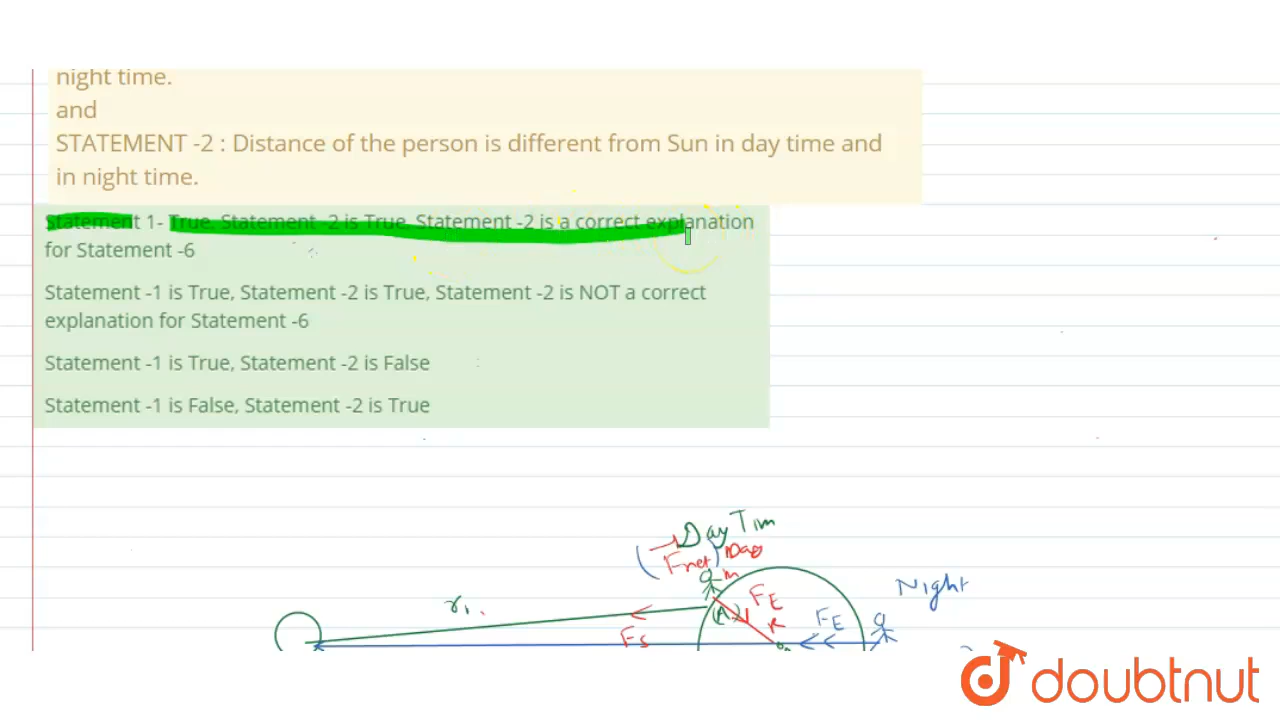 night time.
and
STATEMENT -2 : Distance of the person is different from Sun in day time and
in night time.
Statement 1- True, Statement -2 is True, Statement -2 is a correct explanation
for Statement -6
Statement -1 is True, Statement -2 is True, Statement -2 is NOT a correct
explanation for Statement -6
Statement -1 is True, Statement -2 is False
Statement -1 is False, Statement -2 is True
Day Tim
(Fnet) Day
m
Night
r1
(A)
FE
FE
Fs
doubtnut